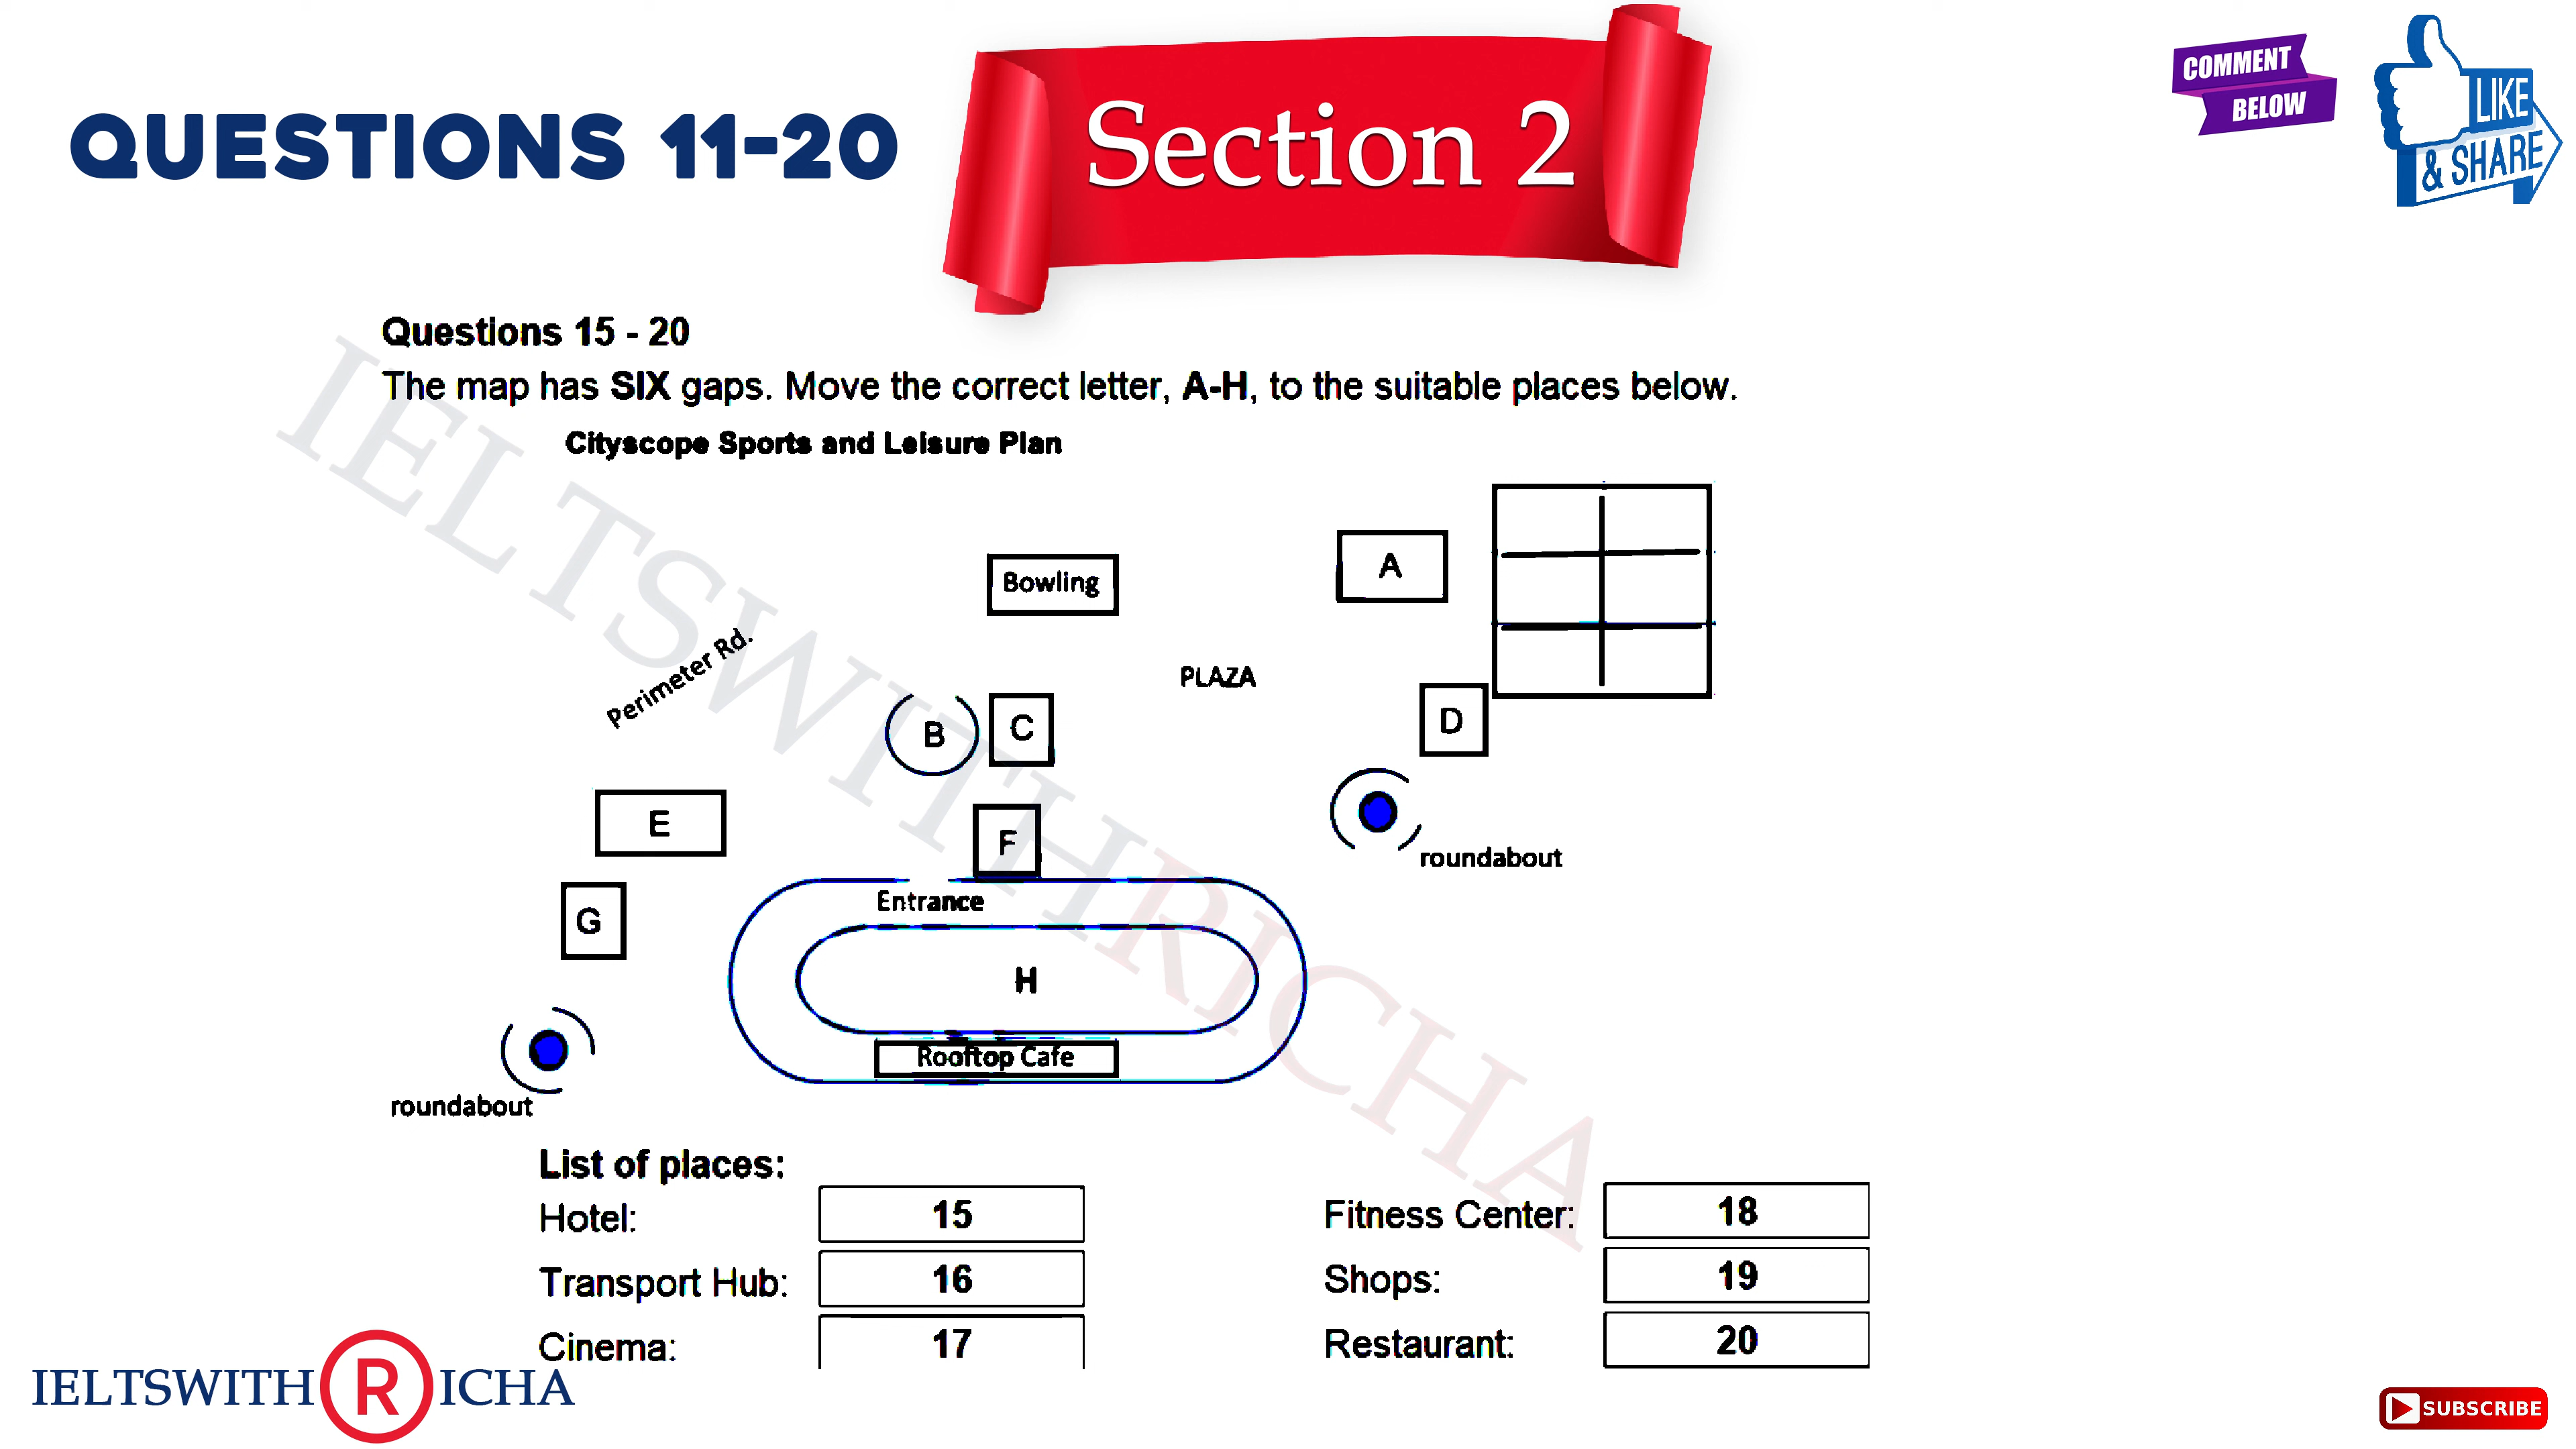 QUESTIONS 11-20
Section 2
COMMENT
BELOW
LIKE
& SHARE
Questions 15 - 20
The map has SIX gaps. Move the correct letter, A-H, to the suitable places below.
Cityscope Sports and Leisure Plan
Bowling
A
Perimeter Rd.
PLAZA
B
C
D
E
F
roundabout
G
Entrance
H
Rooftop Cafe
roundabout
List of places:
Hotel: 15
Transport Hub: 16
Cinema: 17
Fitness Center: 18
Shops: 19
Restaurant: 20
IELTSWITHRICHA
IELTSWITHRICHA
SUBSCRIBE